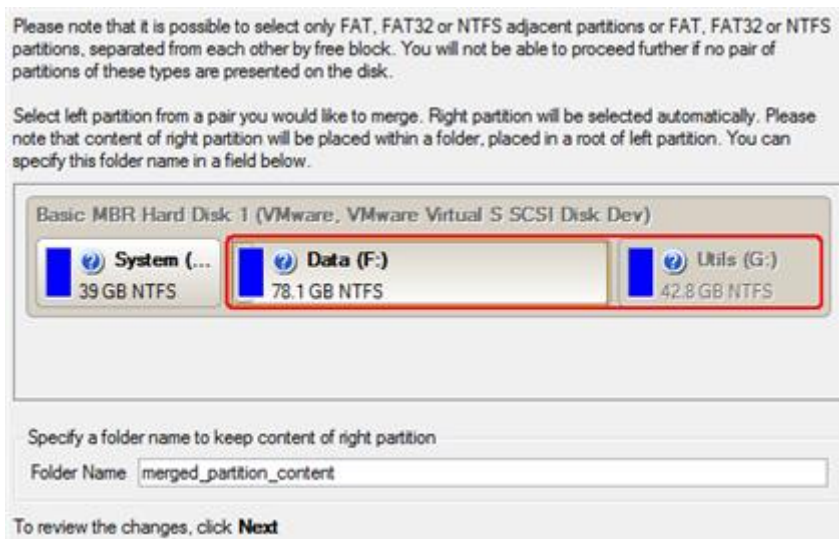 Please note that it is possible to select only FAT, FAT32 or NTFS adjacent partitions or FAT, FAT32 or NTFS
partitions, separated from each other by free block. You will not be able to proceed further if no pair of
partitions of these types are presented on the disk.
Select left partition from a pair you would like to merge. Right partition will be selected automatically. Please
note that content of right partition will be placed within a folder, placed in a root of left partition. You can
specify this folder name in a field below.
Basic MBR Hard Disk 1 (VMware, VMware Virtual S SCSI Disk Dev)
System (... Data (F:) Utils (G:)
39 GB NTFS 78.1 GB NTFS 42.8 GB NTFS
Specify a folder name to keep content of right partition
Folder Name merged_partition_content
To review the changes, click Next